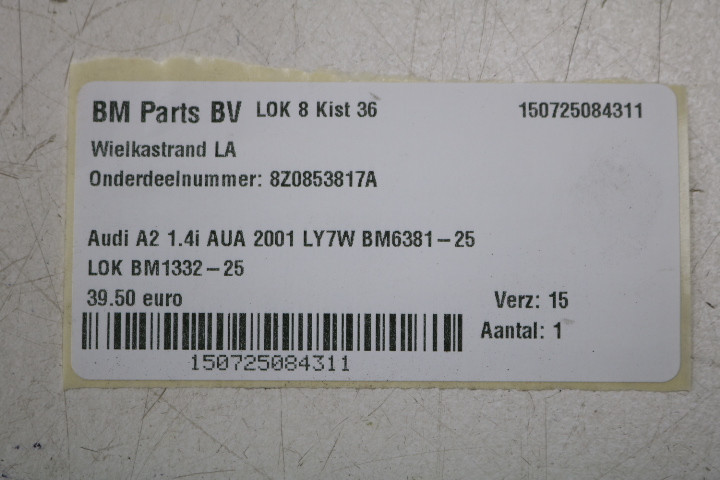 BM Parts BV LOK 8 Kist 36 150725084311
Wielkastrand LA
Onderdeelnummer: 8Z0853817A
Audi A2 1.4i AUA 2001 LY7W BM6381-25
LOK BM1332-25
39.50 euro Verz: 15
Aantal: 1
150725084311